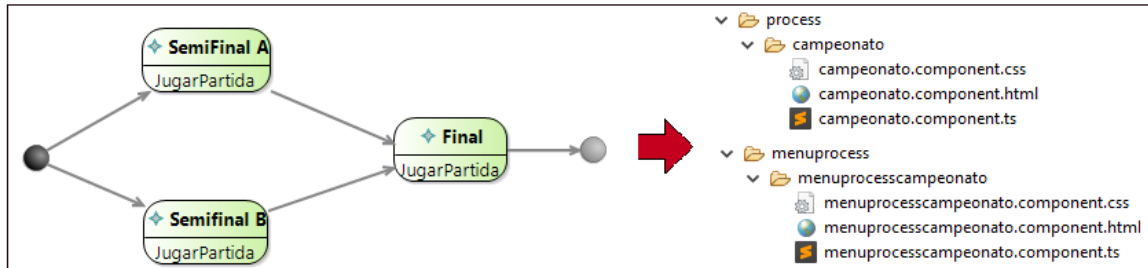 SemiFinal A
JugarPartida
Final
JugarPartida
Semifinal B
JugarPartida
process
campeonato
campeonato.component.css
campeonato.component.html
campeonato.component.ts
menuprocess
menuprocesscampeonato
menuprocesscampeonato.component.css
menuprocesscampeonato.component.html
menuprocesscampeonato.component.ts